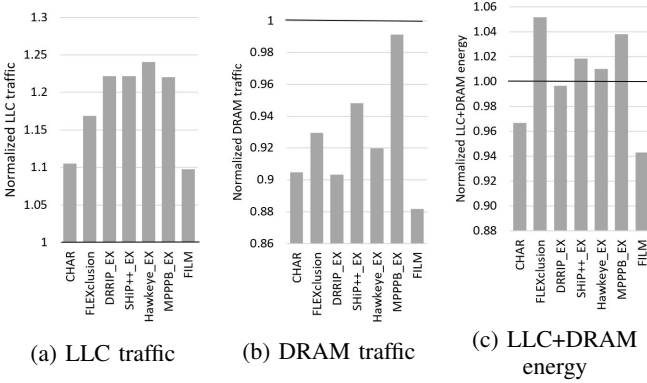 Normalized LLC traffic
1.3
1.25
1.2
1.15
1.1
1.05
1
CHAR
FLEXclusion
DRRIP_EX
SHiP++_EX
Hawkeye_EX
MPPPB_EX
FILM
(a) LLC traffic
Normalized DRAM traffic
1
0.98
0.96
0.94
0.92
0.9
0.88
0.86
CHAR
FLEXclusion
DRRIP_EX
SHiP++_EX
Hawkeye_EX
MPPPB_EX
FILM
(b) DRAM traffic
Normalized LLC+DRAM energy
1.06
1.04
1.02
1.00
0.98
0.96
0.94
0.92
0.90
0.88
CHAR
FLEXclusion
DRRIP_EX
SHiP++_EX
Hawkeye_EX
MPPPB_EX
FILM
(c) LLC+DRAM
energy